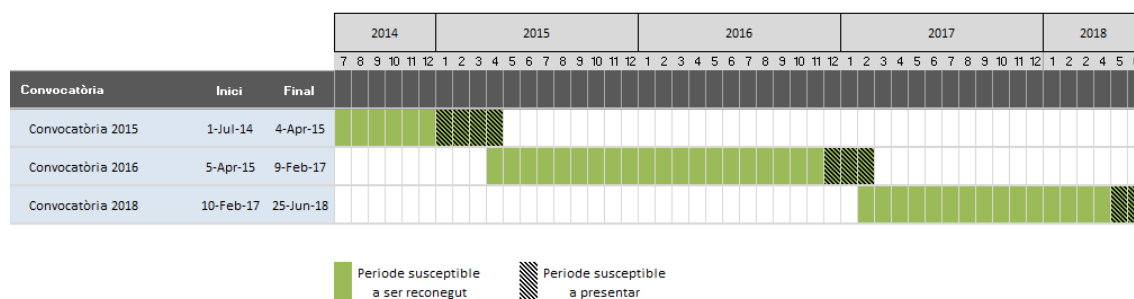 2014 2015 2016 2017 2018
7 8 9 10 11 12 1 2 3 4 5 6 7 8 9 10 11 12 1 2 3 4 5 6 7 8 9 10 11 12 1 2 3 4 5 6 7 8 9 10 11 12 1 2 2 4 5
Convocatòria Inici Final
Convocatòria 2015 1-Jul-14 4-Apr-15
Convocatòria 2016 5-Apr-15 9-Feb-17
Convocatòria 2018 10-Feb-17 25-Jun-18
Periode susceptible
a ser reconegut
Periode susceptible
a presentar